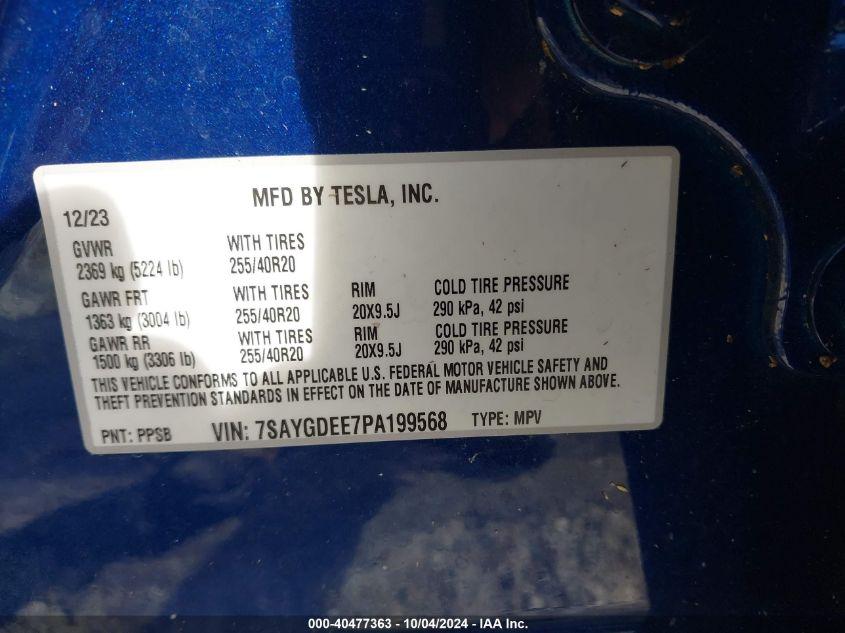 MFD BY TESLA, INC.
12/23
GVWR WITH TIRES
2369 kg (5224 lb) 255/40R20
GAWR FRT WITH TIRES RIM COLD TIRE PRESSURE
1363 kg (3004 lb) 255/40R20 20X9.5J 290 kPa, 42 psi
GAWR RR WITH TIRES RIM COLD TIRE PRESSURE
1500 kg (3306 lb) 255/40R20 20X9.5J 290 kPa, 42 psi
THIS VEHICLE CONFORMS TO ALL APPLICABLE U.S. FEDERAL MOTOR VEHICLE SAFETY AND
THEFT PREVENTION STANDARDS IN EFFECT ON THE DATE OF MANUFACTURE SHOWN ABOVE.
PNT: PPSB VIN: 7SAYGDEE7PA199568 TYPE: MPV
000-40477363 - 10/04/2024 - IAA Inc.